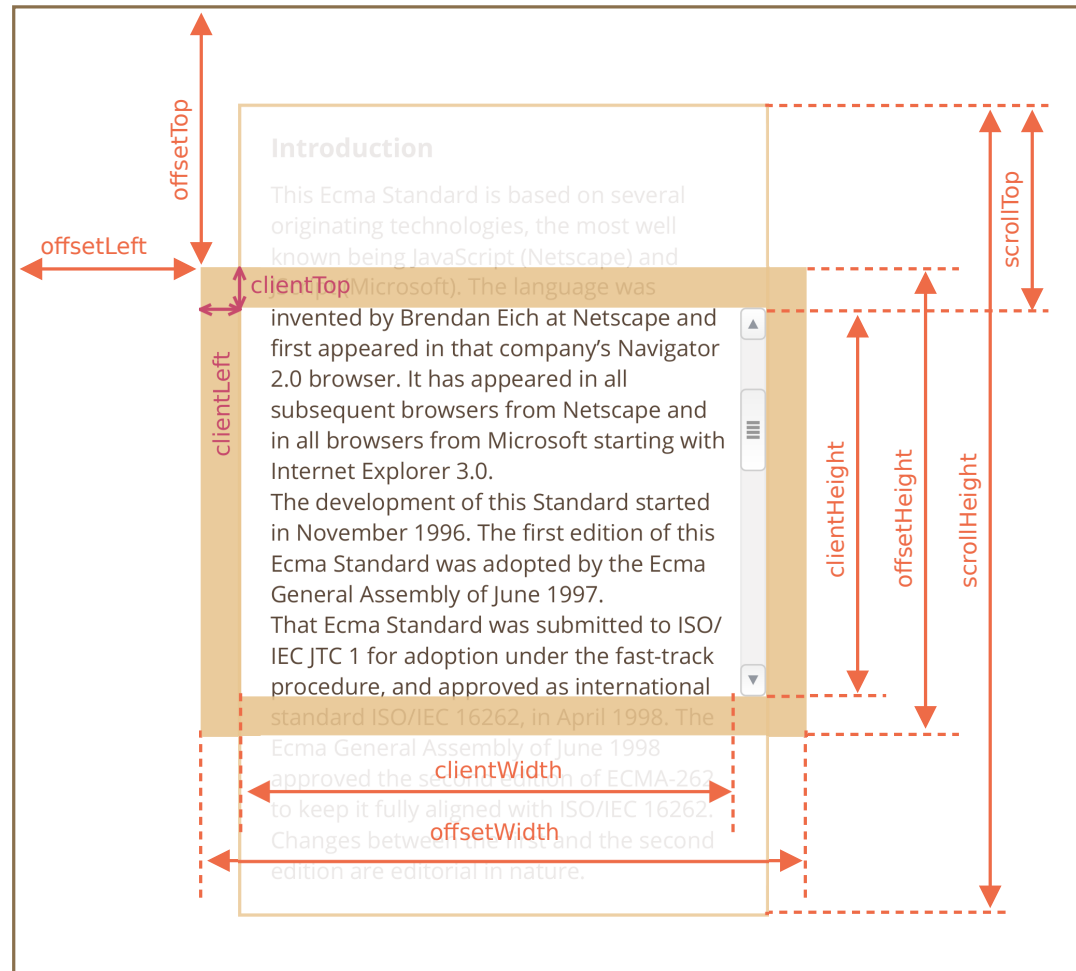 offsetTop
offsetLeft
Introduction
This Ecma Standard is based on several
originating technologies, the most well
known being JavaScript (Netscape) and
(Microsoft). The language was
clientTop
invented by Brendan Eich at Netscape and
first appeared in that company’s Navigator
2.0 browser. It has appeared in all
subsequent browsers from Netscape and
in all browsers from Microsoft starting with
Internet Explorer 3.0.
The development of this Standard started
in November 1996. The first edition of this
Ecma Standard was adopted by the Ecma
General Assembly of June 1997.
That Ecma Standard was submitted to ISO/
IEC JTC 1 for adoption under the fast-track
procedure, and approved as international
standard ISO/IEC 16262, in April 1998. The
Ecma General Assembly of June 1998
approved the second edition of ECMA-262
to keep it fully aligned with ISO/IEC 16262.
Changes between the first and the second
edition are editorial in nature.
clientLeft
clientWidth
offsetWidth
clientHeight
offsetHeight
scrollHeight
scrollTop